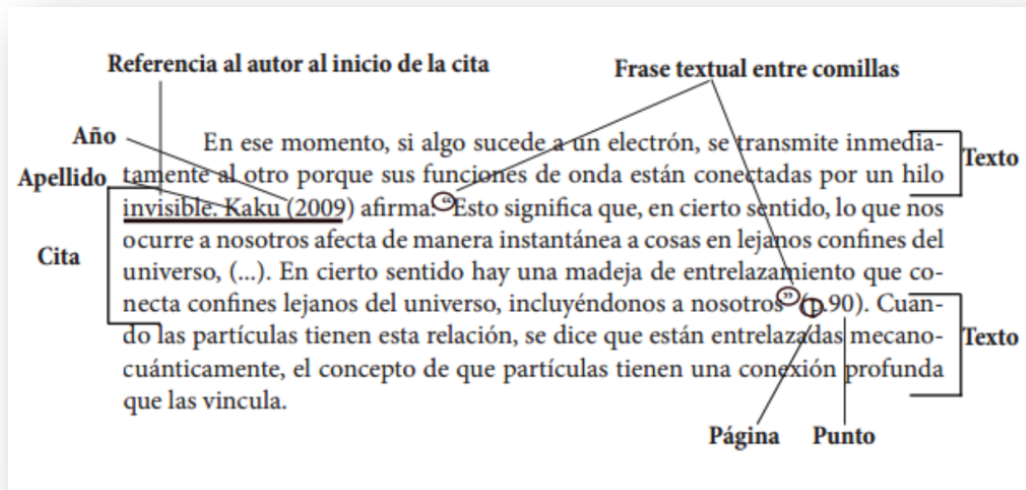 Referencia al autor al inicio de la cita
Frase textual entre comillas
Año
Apellido
Cita
En ese momento, si algo sucede a un electrón, se transmite inmedia-
tamente al otro porque sus funciones de onda están conectadas por un hilo
invisible. Kaku (2009) afirma: “Esto significa que, en cierto sentido, lo que nos
ocurre a nosotros afecta de manera instantánea a cosas en lejanos confines del
universo, (...). En cierto sentido hay una madeja de entrelazamiento que co-
necta confines lejanos del universo, incluyéndonos a nosotros” (p.90). Cuan-
do las partículas tienen esta relación, se dice que están entrelazadas mecano-
cuánticamente, el concepto de que partículas tienen una conexión profunda
que las vincula.
Texto
Texto
Página
Punto